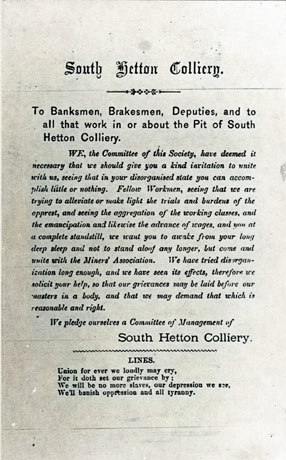 South Hetton Colliery.
To Banksmen, Brakesmen, Deputies, and to
all that work in or about the Pit of South
Hetton Colliery.
WE, the Committee of this Society, have deemed it
necessary that we should give you a kind invitation to unite
with us, seeing that in your disorganised state you can accom-
plish little or nothing. Fellow Workmen, seeing that we are
trying to alleviate or make light the trials and burdens of the
opprest, and seeing the aggregation of the working classes, and
the emancipation and likewise the advance of wages, and you at
a complete standstill, we want you to awake from your long
deep sleep and not to stand aloy any longer, but come and
unite with the Miners' Association. We have tried disorgan-
ization long enough, and we have seen its effects, therefore we
solicit your help, so that our grievances may be laid before our
masters in a body, and that we may demand that which is
reasonable and right.
We pledge ourselves a Committee of Management of
South Hetton Colliery.
LINES.
Union for ever we loudly may cry,
For it doth set our grievance by;
We will be no more slaves, our depression we see,
We'll banish oppression and all tyranny.